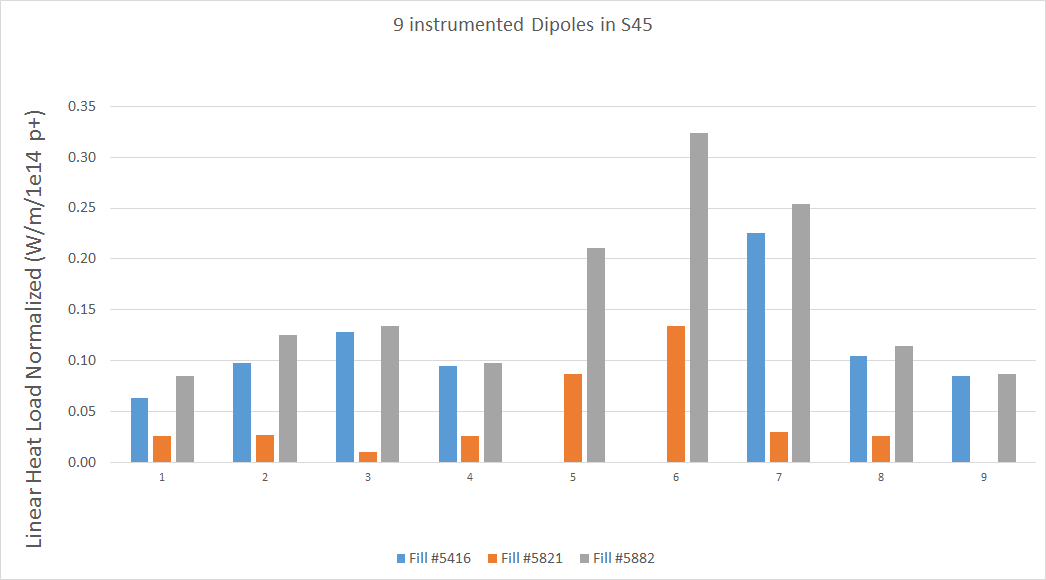 9 instrumented Dipoles in S45
Linear Heat Load Normalized (W/m/1e14 p+)
0.35
0.30
0.25
0.20
0.15
0.10
0.05
0.00
1 2 3 4 5 6 7 8 9
Fill #5416 Fill #5821 Fill #5882